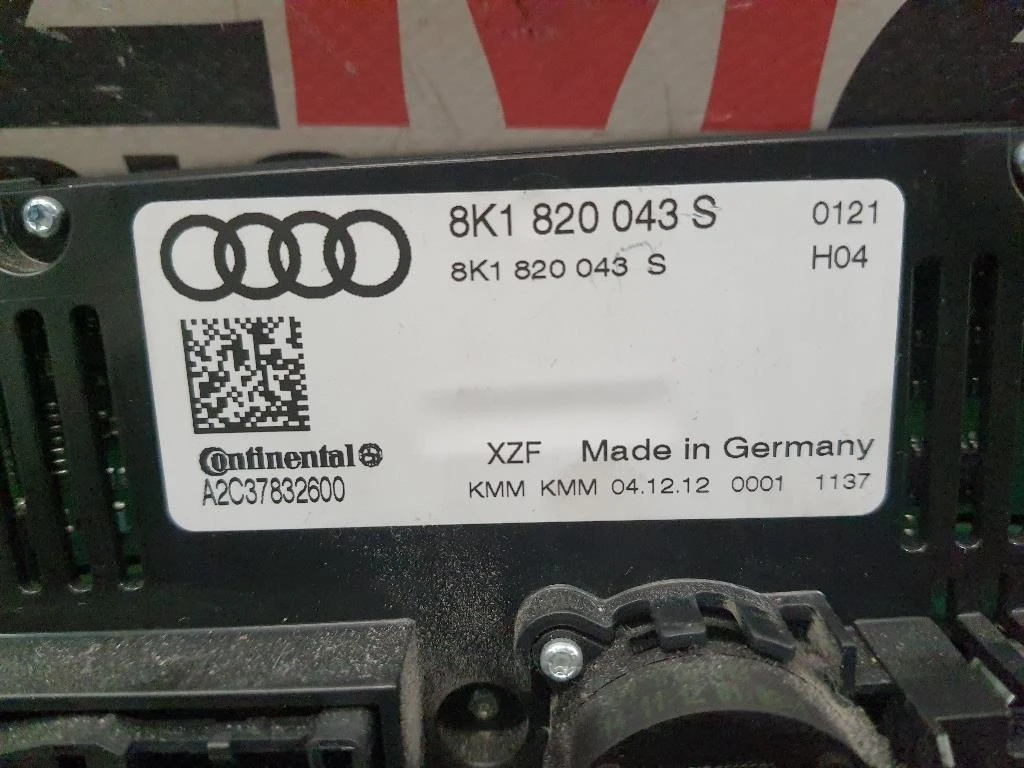 8K1 820 043 S 0121
8K1 820 043 S H04
Continental
A2C37832600
XZF Made in Germany
KMM KMM 04.12.12 0001 1137